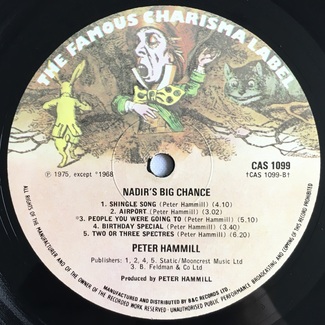 THE FAMOUS CHARISMA LABEL
CAS 1099
℗ 1975, except *1968
†CAS 1099-B†
NADIR'S BIG CHANCE
1. SHINGLE SONG (Peter Hammill) (4.10)
2. AIRPORT (Peter Hammill) (3.02)
*3. PEOPLE YOU WERE GOING TO (Peter Hammill) (5.10)
4. BIRTHDAY SPECIAL (Peter Hammill) (3.40)
5. TWO OR THREE SPECTRES (Peter Hammill) (6.20)
PETER HAMMILL
Publishers: 1, 2, 4, 5. Static/Mooncrest Music Ltd
3. B. Feldman & Co Ltd
Produced by PETER HAMMILL
MANUFACTURED AND DISTRIBUTED BY B&C RECORDS LTD.
ALL RIGHTS OF THE MANUFACTURER AND OF THE OWNER OF THE RECORDED WORK RESERVED - UNAUTHORISED PUBLIC PERFORMANCE, BROADCASTING AND COPYING OF THIS RECORD PROHIBITED